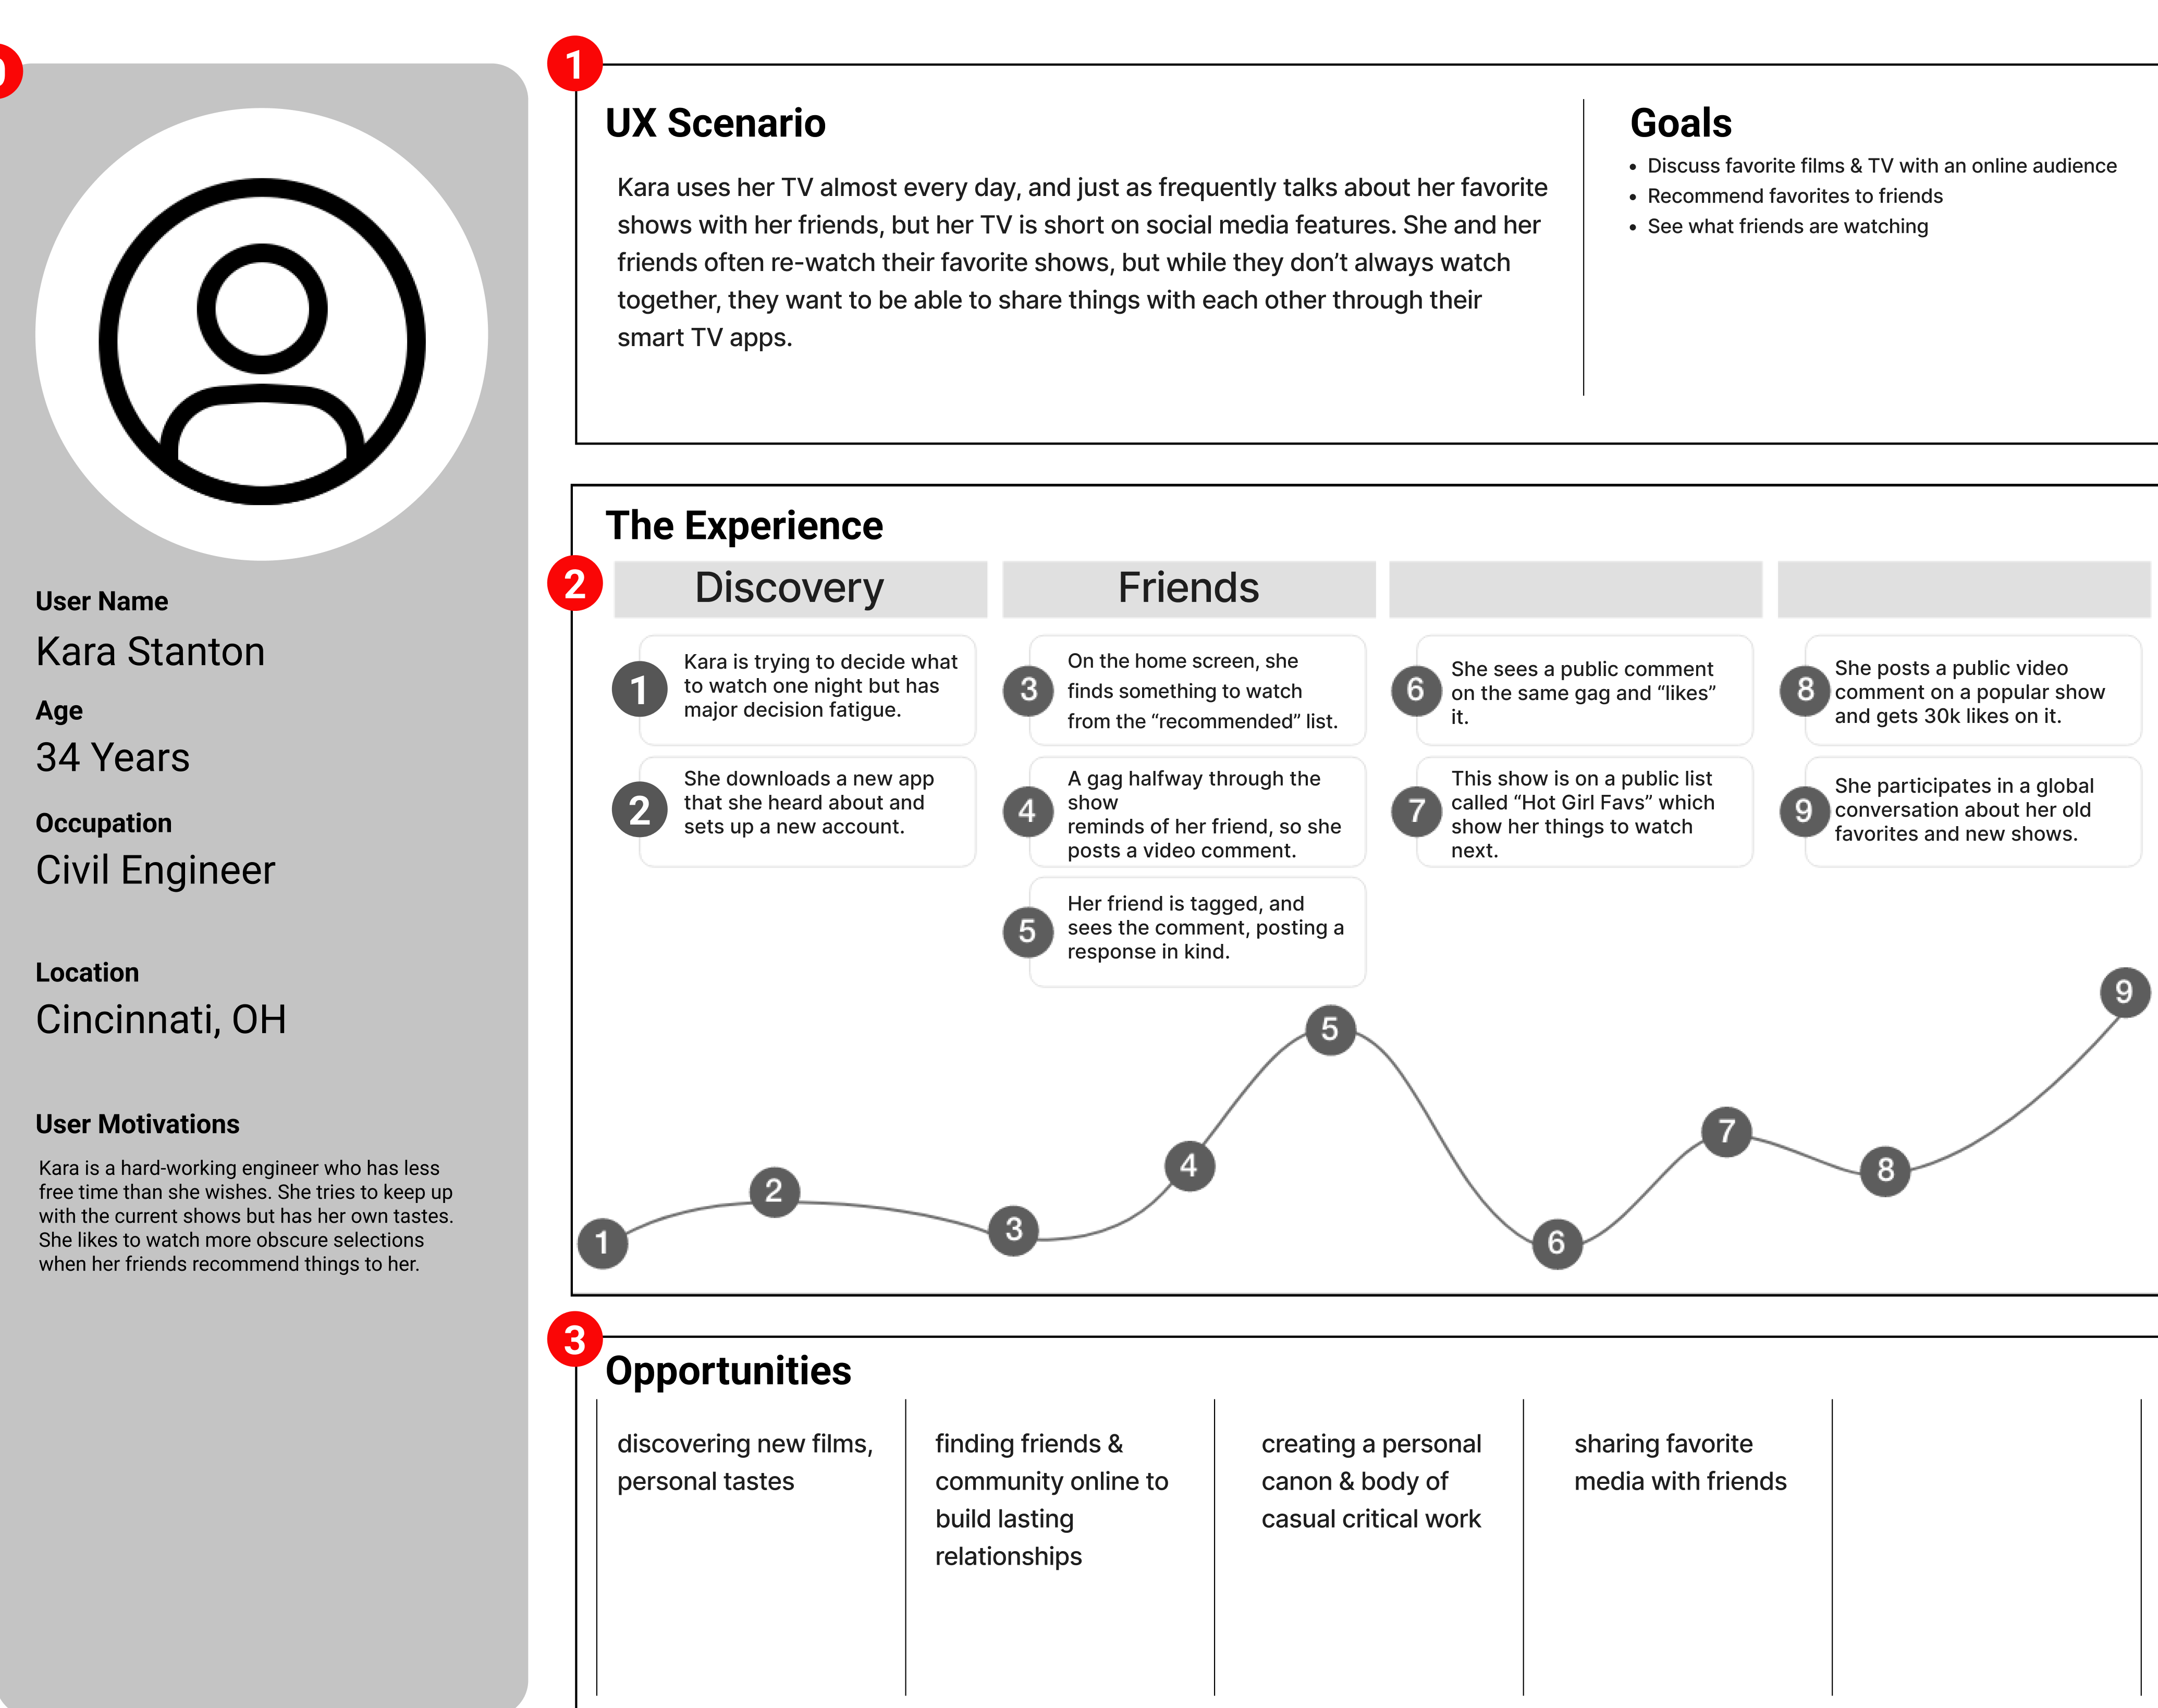 User Name
Kara Stanton
Age
34 Years
Occupation
Civil Engineer
Location
Cincinnati, OH
User Motivations
Kara is a hard-working engineer who has less
free time than she wishes. She tries to keep up
with the current shows but has her own tastes.
She likes to watch more obscure selections
when her friends recommend things to her.
1
UX Scenario
Kara uses her TV almost every day, and just as frequently talks about her favorite
shows with her friends, but her TV is short on social media features. She and her
friends often re-watch their favorite shows, but while they don’t always watch
together, they want to be able to share things with each other through their
smart TV apps.
Goals
• Discuss favorite films & TV with an online audience
• Recommend favorites to friends
• See what friends are watching
The Experience
2
Discovery
1
Kara is trying to decide what
to watch one night but has
major decision fatigue.
2
She downloads a new app
that she heard about and
sets up a new account.
Friends
3
On the home screen, she
finds something to watch
from the “recommended” list.
4
A gag halfway through the
show
reminds of her friend, so she
posts a video comment.
5
Her friend is tagged, and
sees the comment, posting a
response in kind.
6
She sees a public comment
on the same gag and “likes”
it.
7
This show is on a public list
called “Hot Girl Favs” which
show her things to watch
next.
8
She posts a public video
comment on a popular show
and gets 30k likes on it.
9
She participates in a global
conversation about her old
favorites and new shows.
1
2
3
4
5
6
7
8
9
3
Opportunities
discovering new films,
personal tastes
finding friends &
community online to
build lasting
relationships
creating a personal
canon & body of
casual critical work
sharing favorite
media with friends